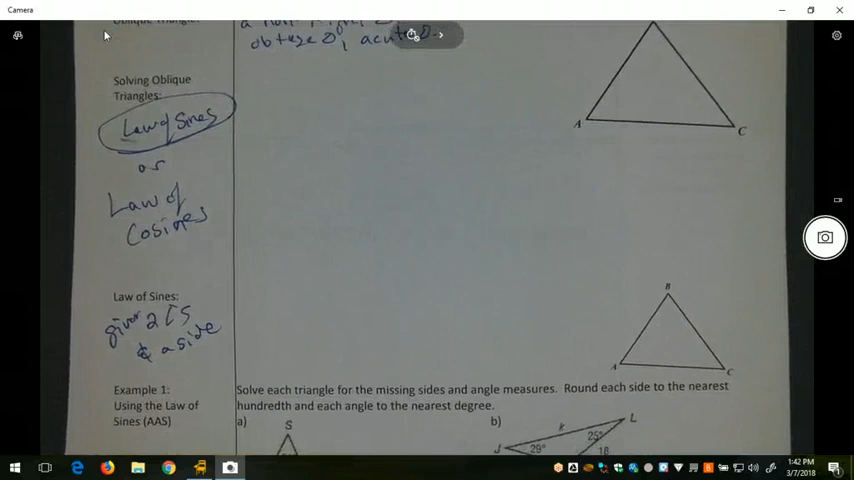 Camera
Oblique Triangle:
obtuse Δ, acute Δ.
Solving Oblique
Triangles:
Law of Sines
or
Law of
Cosines
A
C
Law of Sines:
given 2 ∠s
& a side
B
A
C
Example 1:
Using the Law of
Sines (AAS)
Solve each triangle for the missing sides and angle measures.  Round each side to the nearest
hundredth and each angle to the nearest degree.
a)
S
b)
k
L
25°
J
29°
18
1:42 PM
3/7/2018